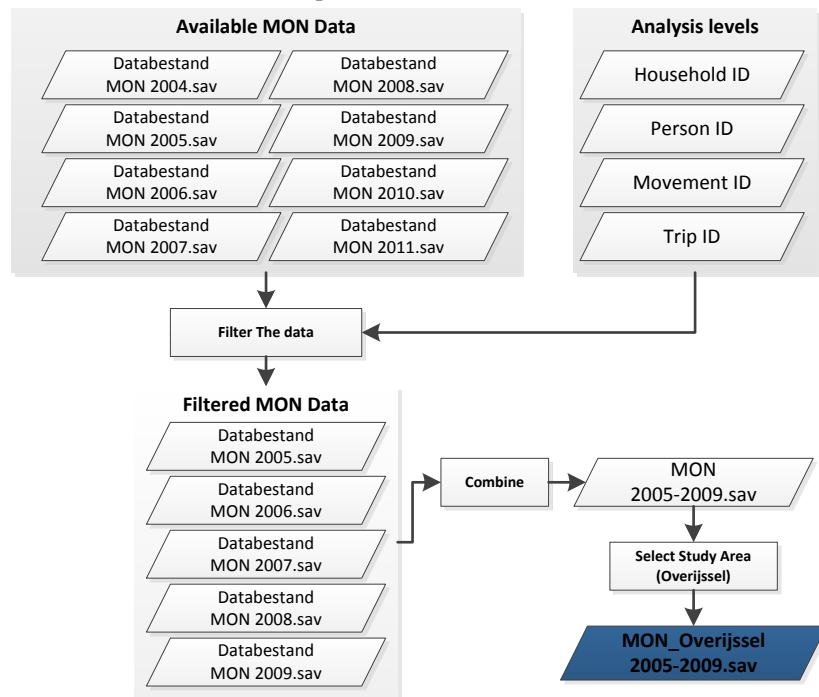 Available MON Data
Databestand
MON 2004.sav
Databestand
MON 2008.sav
Databestand
MON 2005.sav
Databestand
MON 2009.sav
Databestand
MON 2006.sav
Databestand
MON 2010.sav
Databestand
MON 2007.sav
Databestand
MON 2011.sav
Analysis levels
Household ID
Person ID
Movement ID
Trip ID
Filter The data
Filtered MON Data
Databestand
MON 2005.sav
Databestand
MON 2006.sav
Databestand
MON 2007.sav
Databestand
MON 2008.sav
Databestand
MON 2009.sav
Combine
MON
2005-2009.sav
Select Study Area
(Overijssel)
MON_Overijssel
2005-2009.sav